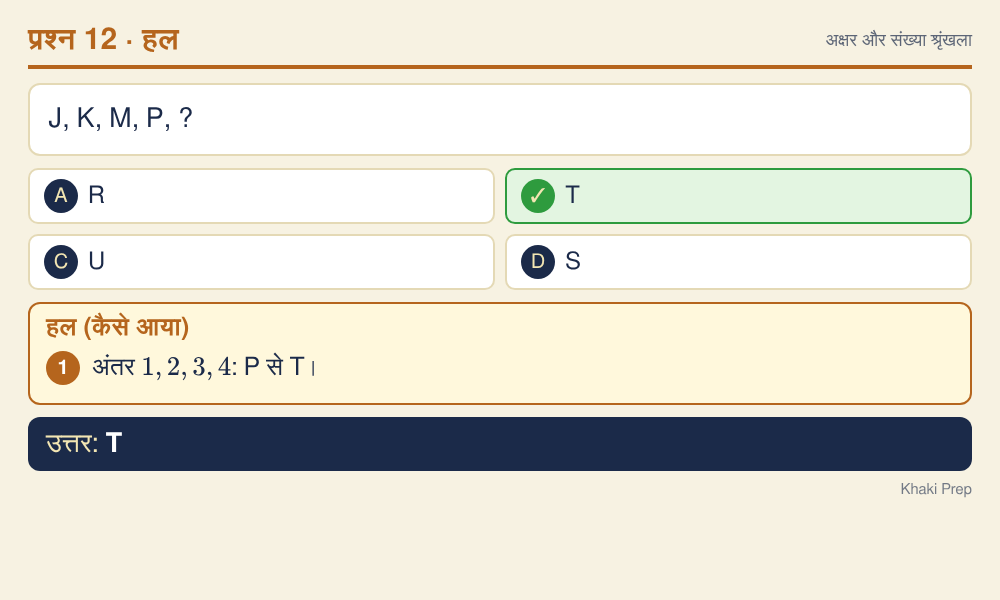 प्रश्न 12 · हल
अक्षर और संख्या श्रृंखला
J, K, M, P, ?
A R
✓ T
C U
D S
हल (कैसे आया)
1 अंतर 1, 2, 3, 4: P से T।
उत्तर: T
Khaki Prep